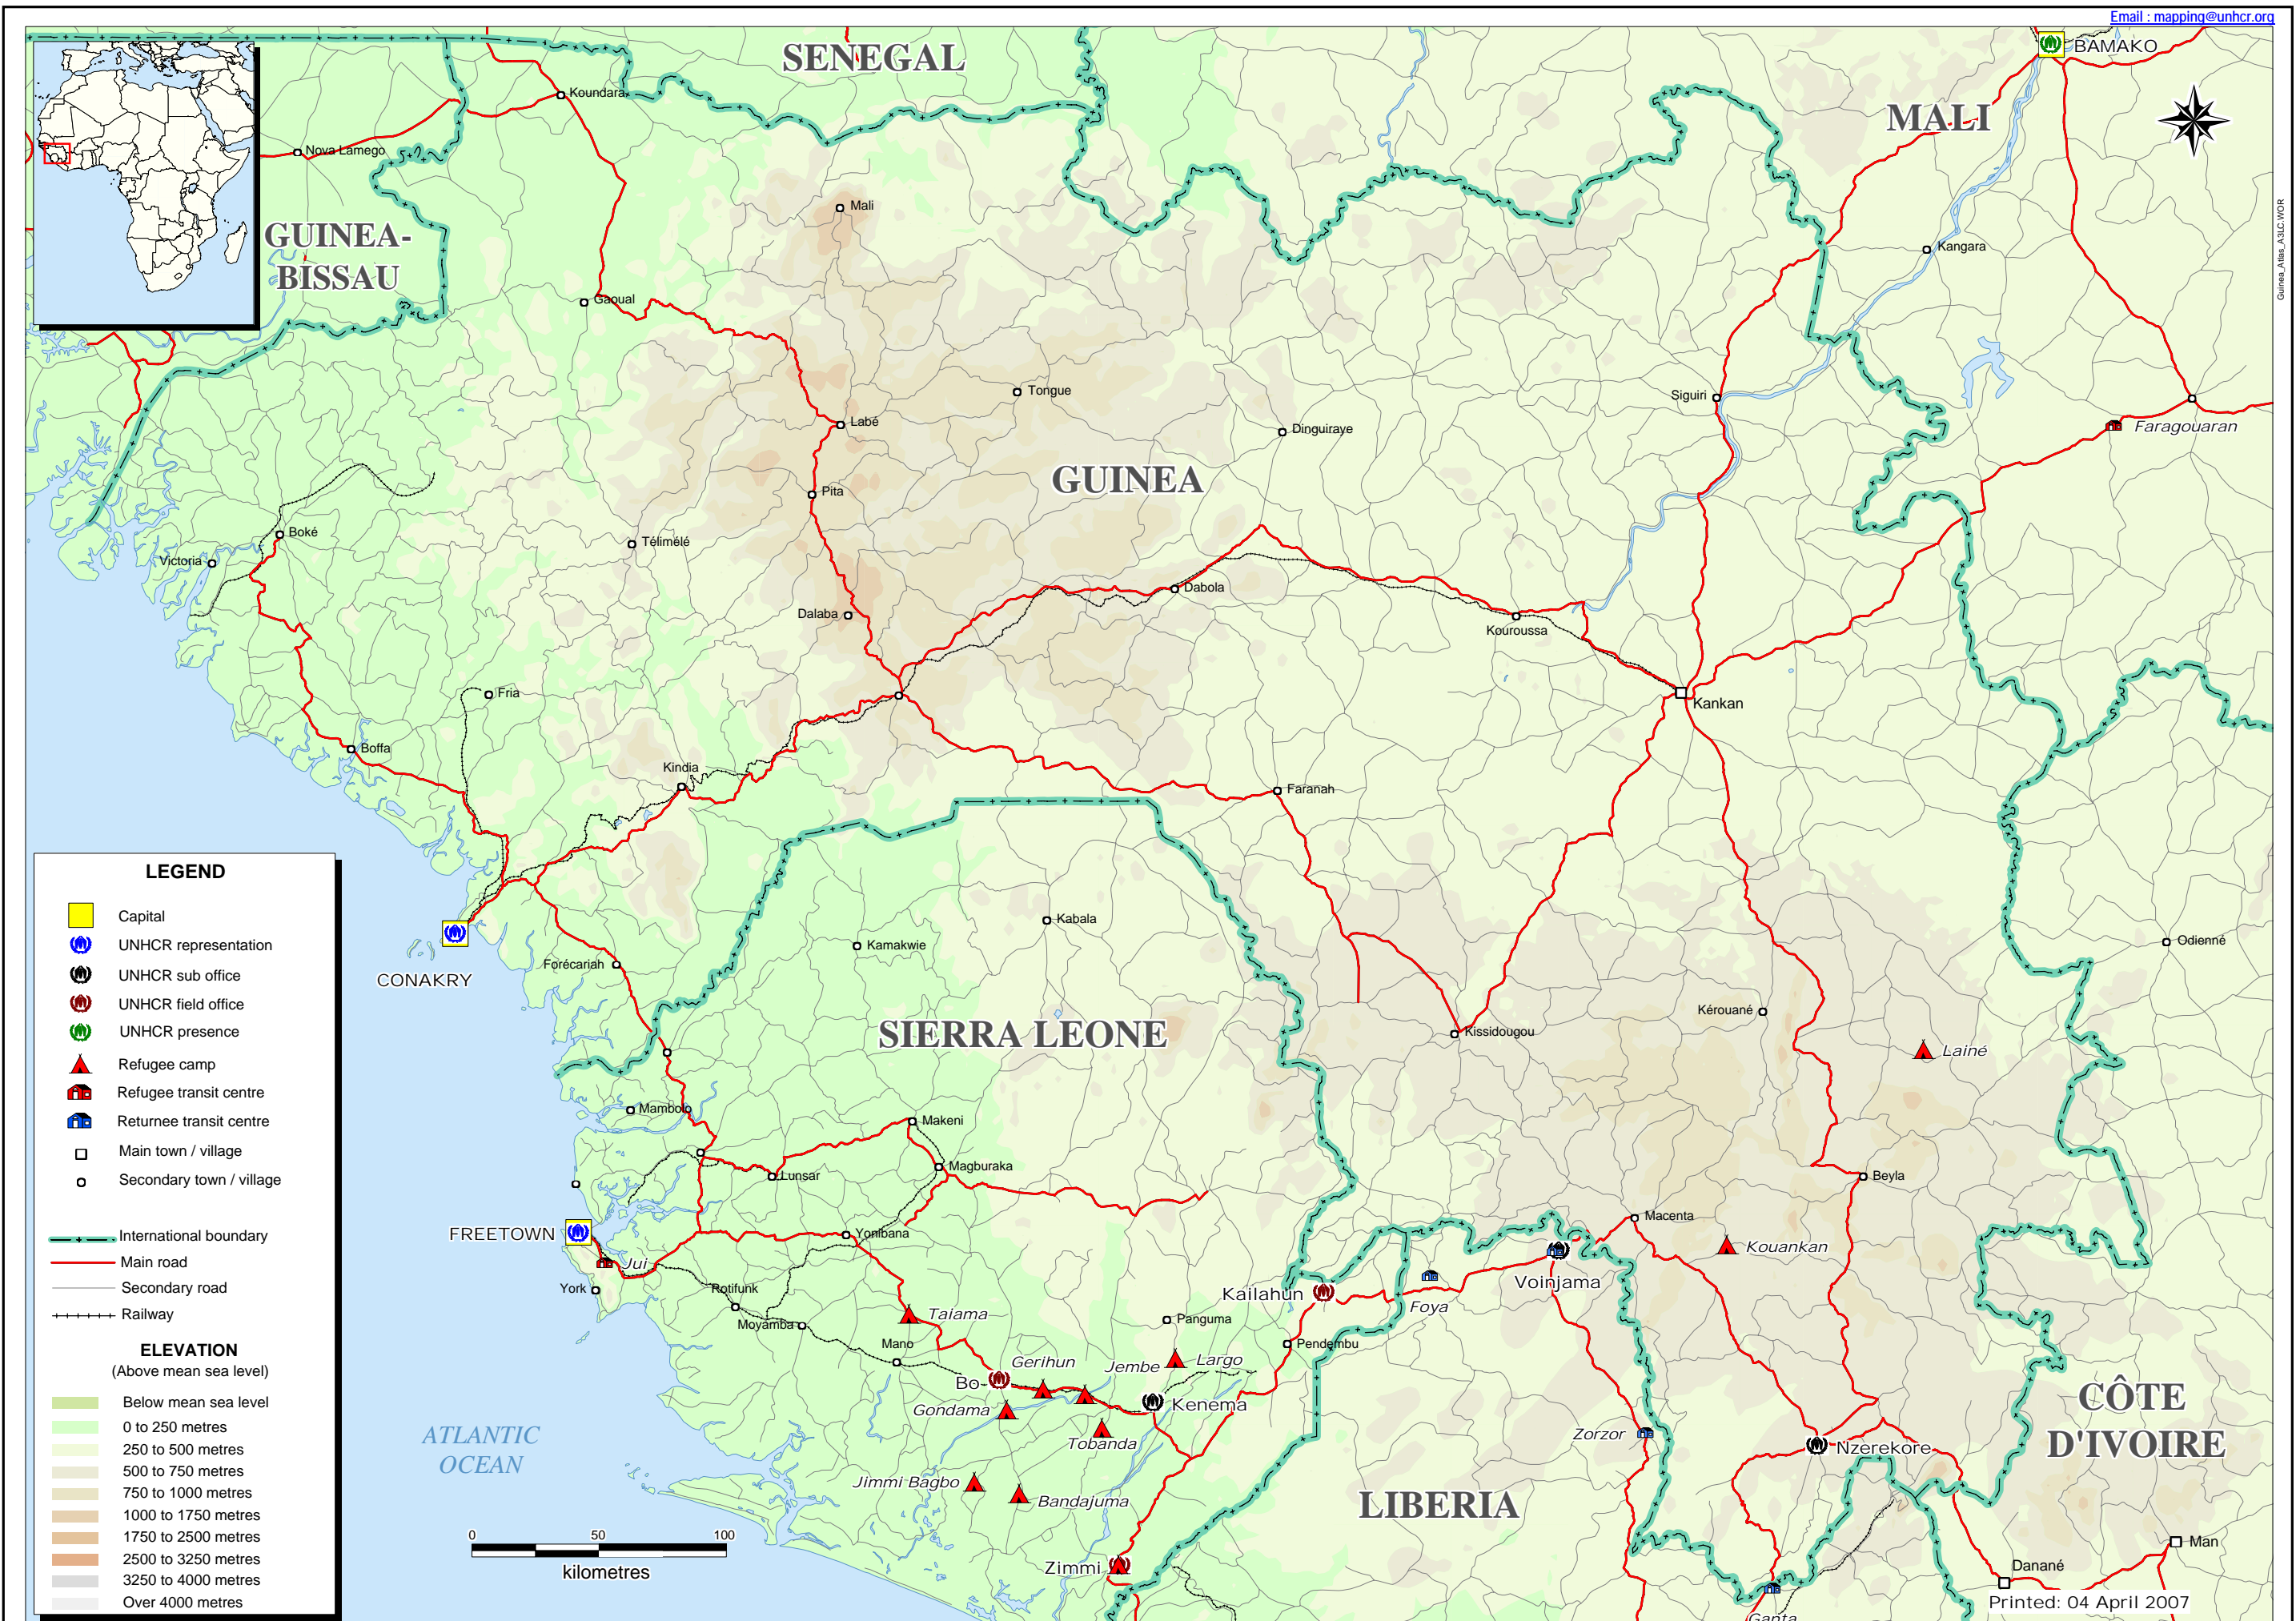 Email : mapping@unhcr.org
BAMAKO
SENEGAL
MALI
Koundara
Nova Lamego
Mali
GUINEA-
BISSAU
Kangara
Guinea_Atlas_A3LC.WOR
Gaoual
Tongue
Siguiri
Labé
Dinguiraye
Faragouaran
GUINEA
Pita
Boké
Télimélé
Victoria
Dabola
Dalaba
Kouroussa
Fria
Kankan
Boffa
Kindia
Faranah
LEGEND
Capital
UNHCR representation
UNHCR sub office
UNHCR field office
UNHCR presence
Refugee camp
Refugee transit centre
Returnee transit centre
Main town / village
Secondary town / village
International boundary
Main road
Secondary road
Railway
ELEVATION
(Above mean sea level)
Below mean sea level
0 to 250 metres
250 to 500 metres
500 to 750 metres
750 to 1000 metres
1000 to 1750 metres
1750 to 2500 metres
2500 to 3250 metres
3250 to 4000 metres
Over 4000 metres
Kabala
Kamakwie
Odienné
Forécariah
CONAKRY
Kérouané
SIERRA LEONE
Kissidougou
Lainé
Mambolo
Makeni
Magburaka
Lunsar
Beyla
Macenta
FREETOWN
Yonibana
Kouankan
Jui
Voinjama
York
Rotifunk
Kailahun
Foya
Taiama
Panguma
Moyamba
Mano
Pendembu
Gerihun
Jembe
Largo
Bo
Gondama
Kenema
CÔTE
D'IVOIRE
Tobanda
Zorzor
Nzerekore
ATLANTIC
OCEAN
Jimmi Bagbo
Bandajuma
LIBERIA
0 50 100
kilometres
Zimmi
Man
Danané
Printed: 04 April 2007
Ganta